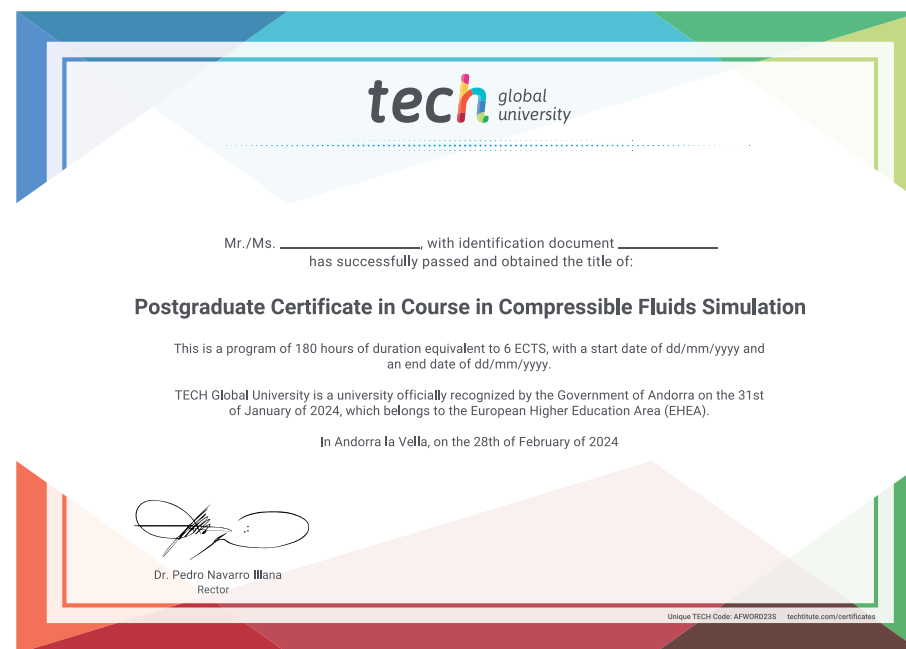 tech global university
Mr./Ms. ____________________, with identification document ______________
has successfully passed and obtained the title of:
Postgraduate Certificate in Course in Compressible Fluids Simulation
This is a program of 180 hours of duration equivalent to 6 ECTS, with a start date of dd/mm/yyyy and
an end date of dd/mm/yyyy.
TECH Global University is a university officially recognized by the Government of Andorra on the 31st
of January of 2024, which belongs to the European Higher Education Area (EHEA).
In Andorra la Vella, on the 28th of February of 2024
Dr. Pedro Navarro Illana
Rector
Unique TECH Code: AFWORD23S techtitute.com/certificates